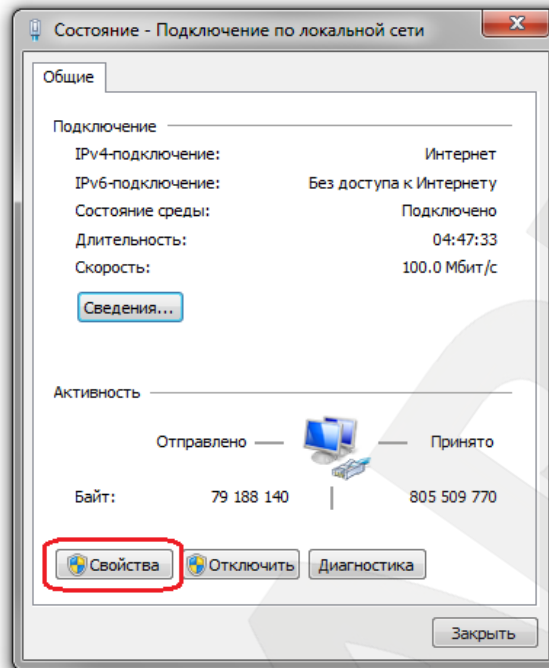 Состояние - Подключение по локальной сети
Общие
Подключение
IPv4-подключение: Интернет
IPv6-подключение: Без доступа к Интернету
Состояние среды: Подключено
Длительность: 04:47:33
Скорость: 100.0 Мбит/с
Сведения...
Активность
Отправлено — — Принято
Байт: 79 188 140 | 805 509 770
Свойства Отключить Диагностика
Закрыть